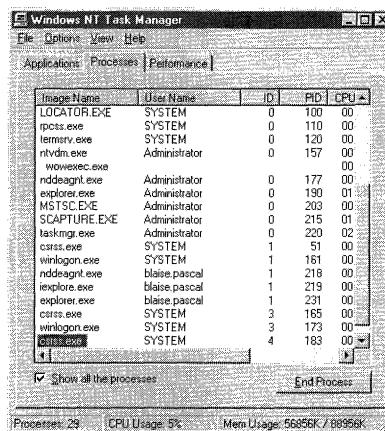 Windows NT Task Manager
File Options View Help
Applications Processes Performance
Image Name User Name ID PID CPU
LOCATOR.EXE SYSTEM 0 100 00
rpcss.exe SYSTEM 0 110 00
termsrv.exe SYSTEM 0 120 00
ntvdm.exe Administrator 0 157 00
wowexec.exe 00
nddeagnt.exe Administrator 0 177 00
explorer.exe Administrator 0 190 01
MSTSC.EXE Administrator 0 203 00
SCAPTURE.EXE Administrator 0 215 01
taskmgr.exe Administrator 0 220 02
csrss.exe SYSTEM 1 51 00
winlogon.exe SYSTEM 1 161 00
nddeagnt.exe blaise.pascal 1 218 00
iexplore.exe blaise.pascal 1 219 00
explorer.exe blaise.pascal 1 231 00
csrss.exe SYSTEM 3 165 00
winlogon.exe SYSTEM 3 173 00
csrss.exe SYSTEM 4 183 00
Show all the processes
End Process
Processes: 29 CPU Usage: 5% Mem Usage: 56856K / 88956K